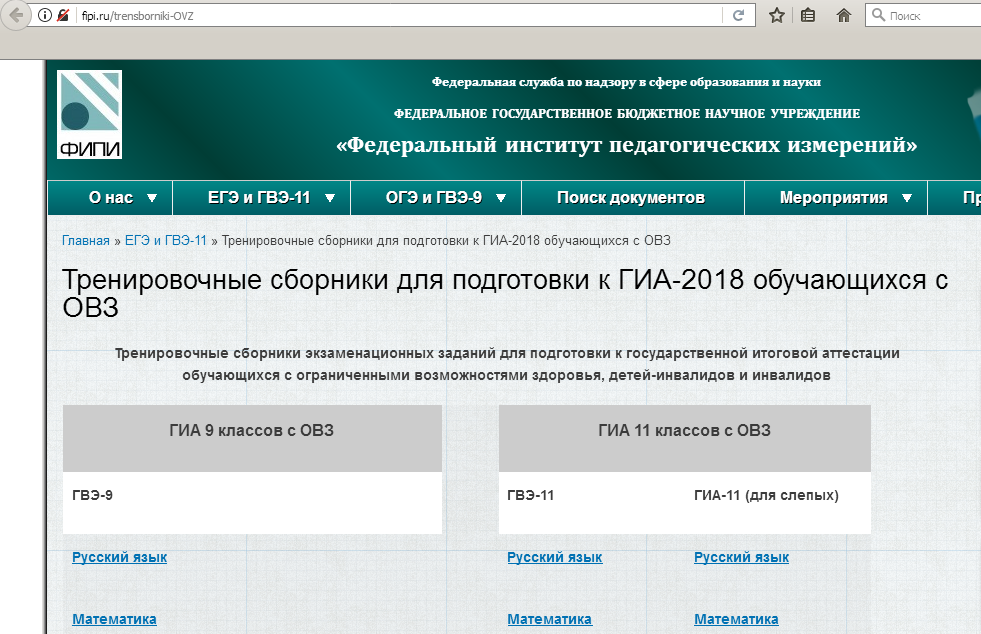 fipi.ru/trensborniki-OVZ
Поиск
Федеральная служба по надзору в сфере образования и науки
ФЕДЕРАЛЬНОЕ ГОСУДАРСТВЕННОЕ БЮДЖЕТНОЕ НАУЧНОЕ УЧРЕЖДЕНИЕ
«Федеральный институт педагогических измерений»
ФИПИ
О нас ЕГЭ и ГВЭ-11 ОГЭ и ГВЭ-9 Поиск документов Мероприятия Пр
Главная » ЕГЭ и ГВЭ-11 » Тренировочные сборники для подготовки к ГИА-2018 обучающихся с ОВЗ
Тренировочные сборники для подготовки к ГИА-2018 обучающихся с
ОВЗ
Тренировочные сборники экзаменационных заданий для подготовки к государственной итоговой аттестации
обучающихся с ограниченными возможностями здоровья, детей-инвалидов и инвалидов
ГИА 9 классов с ОВЗ ГИА 11 классов с ОВЗ
ГВЭ-9 ГВЭ-11 ГИА-11 (для слепых)
Русский язык Русский язык Русский язык
Математика Математика Математика